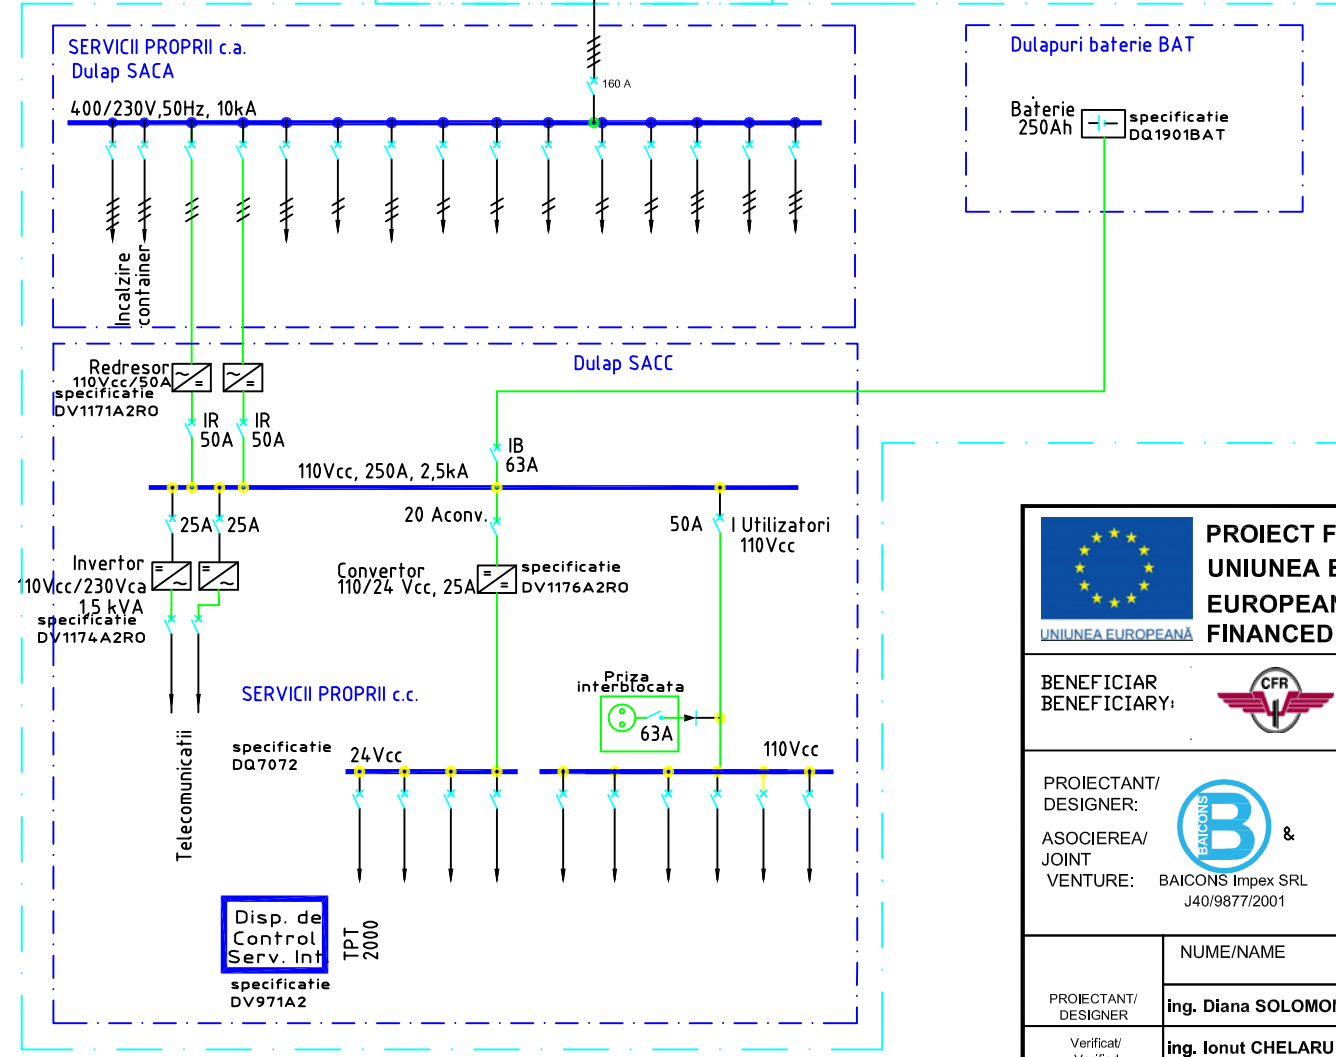 SERVICII PROPRII c.a.
Dulap SACA
400/230V,50Hz, 10kA
160 A
Incalzire
container
Dulapuri baterie BAT
Baterie
250Ah
specificatie
DQ1901BAT
Dulap SACC
Redresor
110Vcc/50A
specificatie
DV1171A2RO
IR
50A
IR
50A
IB
63A
110Vcc, 250A, 2,5kA
25A
25A
20 Aconv.
50A
I Utilizatori
110Vcc
Invertor
110Vcc/230Vca
1,5 kVA
specificatie
DV1174A2RO
Convertor
110/24 Vcc, 25A
specificatie
DV1176A2RO
Telecomunicatii
SERVICII PROPRII c.c.
Priza
interblocata
63A
specificatie
DQ7072
24Vcc
110Vcc
Disp. de
Control
Serv. Int.
TPT
2000
specificatie
DV971A2
UNIUNEA EUROPEANĂ
PROIECT F
UNIUNEA E
EUROPEAN
FINANCED
BENEFICIAR
BENEFICIARY:
CFR
PROIECTANT/
DESIGNER:
ASOCIEREA/
JOINT
VENTURE:
BAICONS
B
&
BAICONS Impex SRL
J40/9877/2001
NUME/NAME
PROIECTANT/
DESIGNER
ing. Diana SOLOMON
Verificat/
ing. Ionut CHELARU